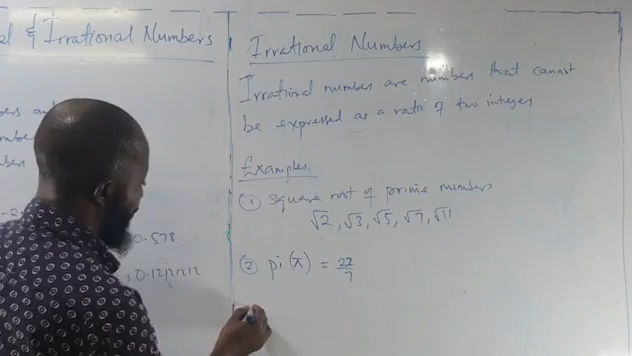 & Irrational Numbers
0.578
, 0.12121212
Irrational Numbers
Irrational numbers are numbers that cannot
be expressed as a ratio of two integers
Examples:
① Square root of prime numbers
√2, √3, √5, √7, √11
② pi (π) = 22/7